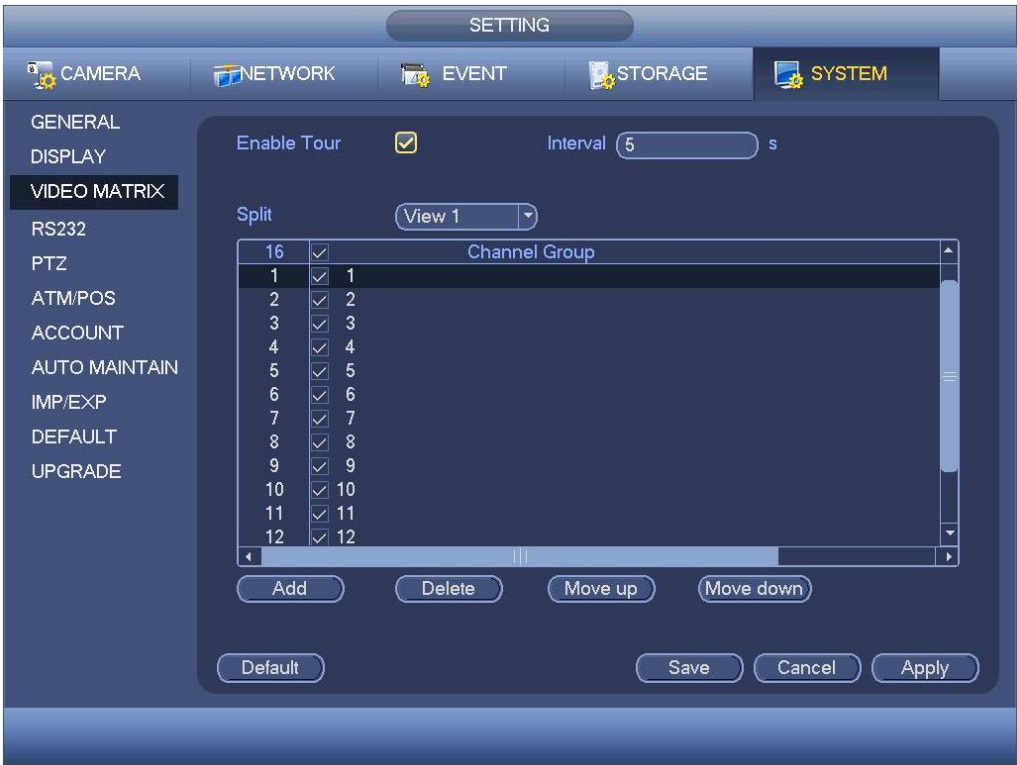 SETTING
CAMERA NETWORK EVENT STORAGE SYSTEM
GENERAL
DISPLAY
VIDEO MATRIX
RS232
PTZ
ATM/POS
ACCOUNT
AUTO MAINTAIN
IMP/EXP
DEFAULT
UPGRADE
Enable Tour Interval 5 s
Split View 1
16 Channel Group
1 1
2 2
3 3
4 4
5 5
6 6
7 7
8 8
9 9
10 10
11 11
12 12
Add Delete Move up Move down
Default Save Cancel Apply